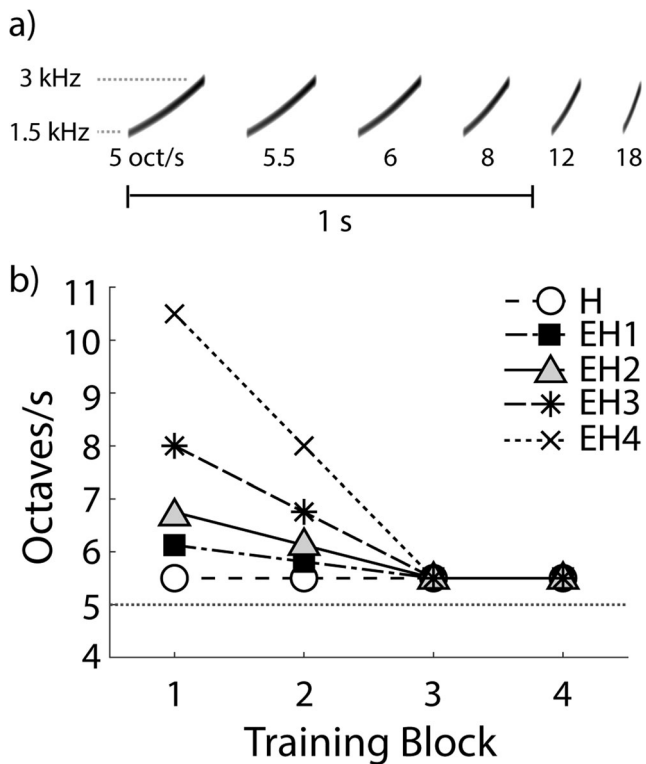 a)
3 kHz
1.5 kHz
5 oct/s 5.5 6 8 12 18
1 s
b)
11
10
9
8
7
6
5
4
Octaves/s
H
EH1
EH2
EH3
EH4
1 2 3 4
Training Block